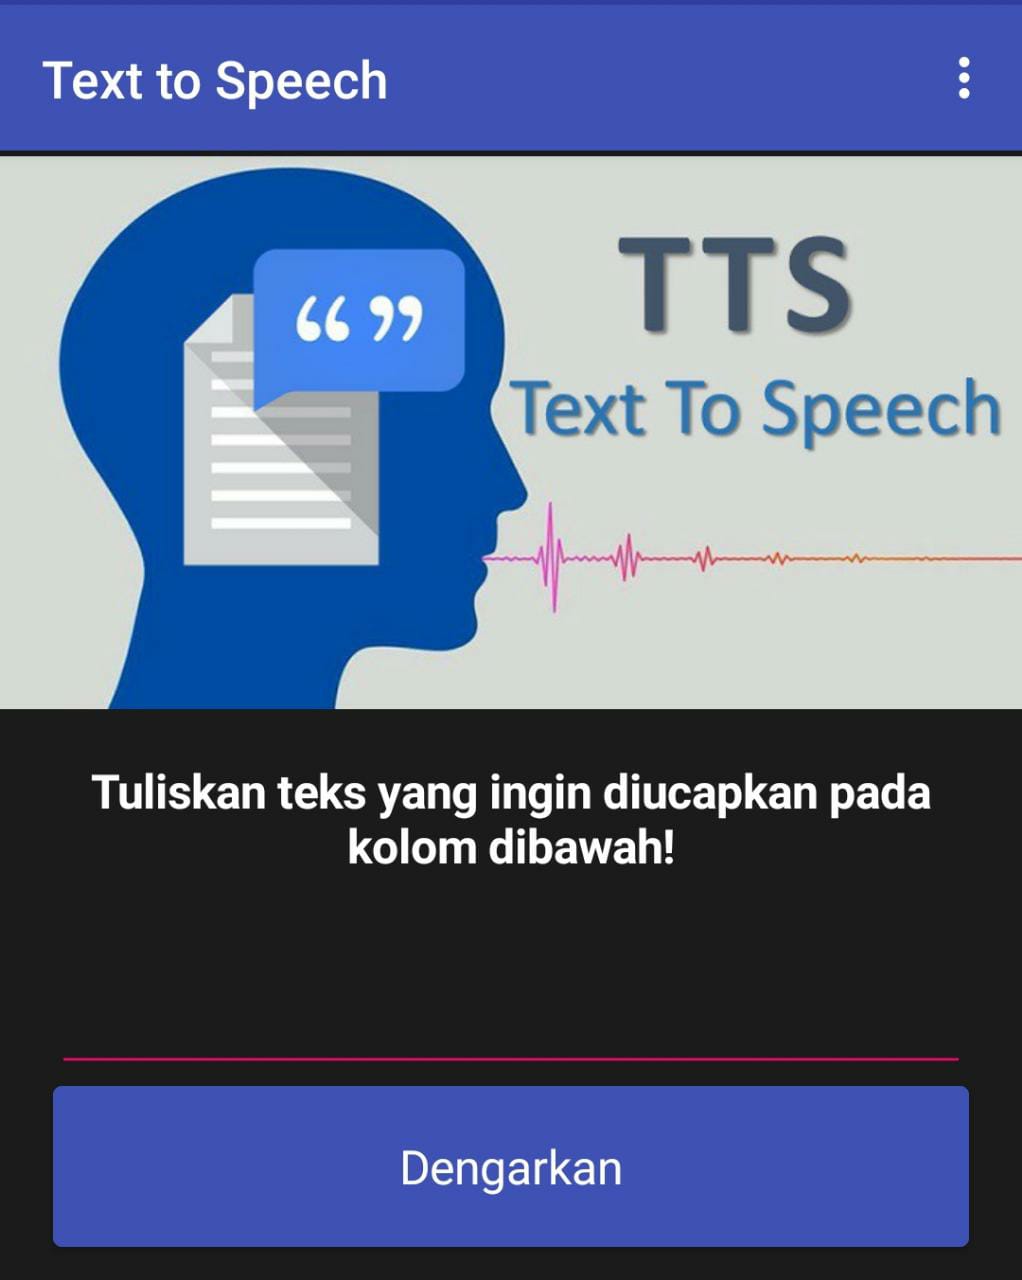 Text to Speech
“ ”
TTS
Text To Speech
Tuliskan teks yang ingin diucapkan pada
kolom dibawah!
Dengarkan